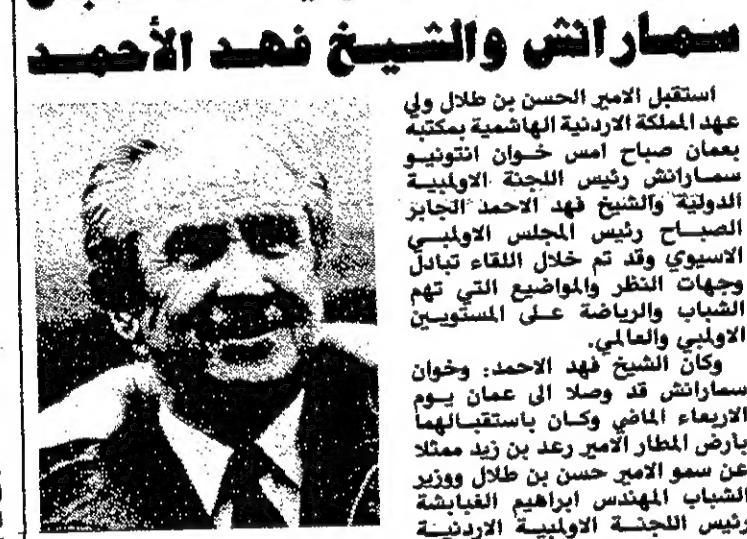 سمارانش والشيخ فهد الأحمد
استقبل الامير الحسن بن طلال ولي
عهد المملكة الاردنية الهاشمية بمكتبه
بعمان صباح امس خوان انتونيو
سمارانش رئيس اللجنة الاولمبية
الدولية والشيخ فهد الاحمد الجابر
الصباح رئيس المجلس الاولمبي
الاسيوي وقد تم خلال اللقاء تبادل
وجهات النظر والمواضيع التي تهم
الشباب والرياضة على المستويين
الاولمبي والعالمي.
وكان الشيخ فهد الاحمد: وخوان
سمارانش قد وصلا الى عمان يوم
الاربعاء الماضي وكان باستقبالهما
بارض المطار الامير رعد بن زيد ممثلا
عن سمو الامير حسن بن طلال ووزير
الشباب المهندس ابراهيم الغبابشة
رئيس اللجنة الاولمبية الاردنية